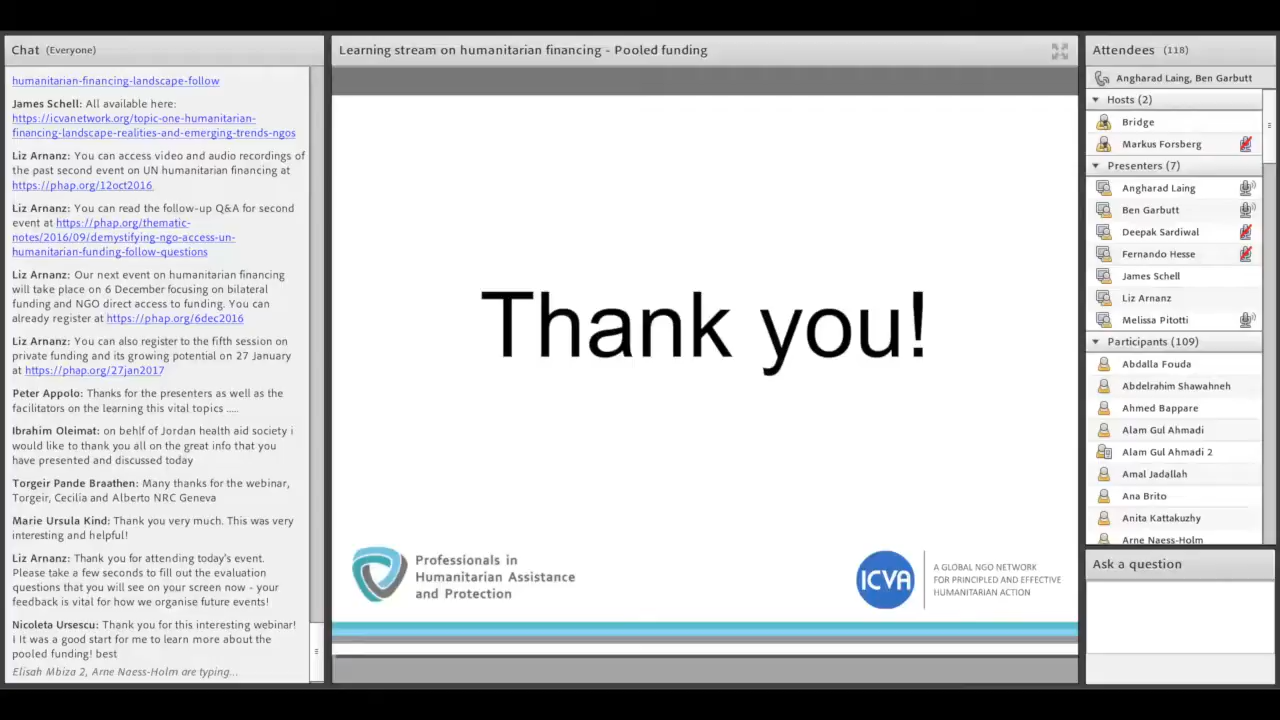 Chat (Everyone)
humanitarian-financing-landscape-follow
James Schell: All available here:
https://icvanetwork.org/topic-one-humanitarian-
financing-landscape-realities-and-emerging-trends-ngos
Liz Arnanz: You can access video and audio recordings of
the past second event on UN humanitarian financing at
https://phap.org/12oct2016
Liz Arnanz: You can read the follow-up Q&A for second
event at https://phap.org/thematic-
notes/2016/09/demystifying-ngo-access-un-
humanitarian-funding-follow-questions
Liz Arnanz: Our next event on humanitarian financing
will take place on 6 December focusing on bilateral
funding and NGO direct access to funding. You can
already register at https://phap.org/6dec2016
Liz Arnanz: You can also register to the fifth session on
private funding and its growing potential on 27 January
at https://phap.org/27jan2017
Peter Appolo: Thanks for the presenters as well as the
facilitators on the learning this vital topics .....
Ibrahim Oleimat: on behlf of Jordan health aid society i
would like to thank you all on the great info that you
have presented and discussed today
Torgeir Pande Braathen: Many thanks for the webinar,
Torgeir, Cecilia and Alberto NRC Geneva
Marie Ursula Kind: Thank you very much. This was very
interesting and helpful!
Liz Arnanz: Thank you for attending today's event.
Please take a few seconds to fill out the evaluation
questions that you will see on your screen now - your
feedback is vital for how we organise future events!
Nicoleta Ursescu: Thank you for this interesting webinar!
I It was a good start for me to learn more about the
pooled funding! best
Elisah Mbiza 2, Arne Naess-Holm are typing...
Learning stream on humanitarian financing - Pooled funding
Thank you!
Professionals in
Humanitarian Assistance
and Protection
ICVA
A GLOBAL NGO NETWORK
FOR PRINCIPLED AND EFFECTIVE
HUMANITARIAN ACTION
Attendees (118)
Angharad Laing, Ben Garbutt
Hosts (2)
Bridge
Markus Forsberg
Presenters (7)
Angharad Laing
Ben Garbutt
Deepak Sardiwal
Fernando Hesse
James Schell
Liz Arnanz
Melissa Pitotti
Participants (109)
Abdalla Fouda
Abdelrahim Shawahneh
Ahmed Bappare
Alam Gul Ahmadi
Alam Gul Ahmadi 2
Amal Jadallah
Ana Brito
Anita Kattakuzhy
Arne Naess-Holm
Ask a question